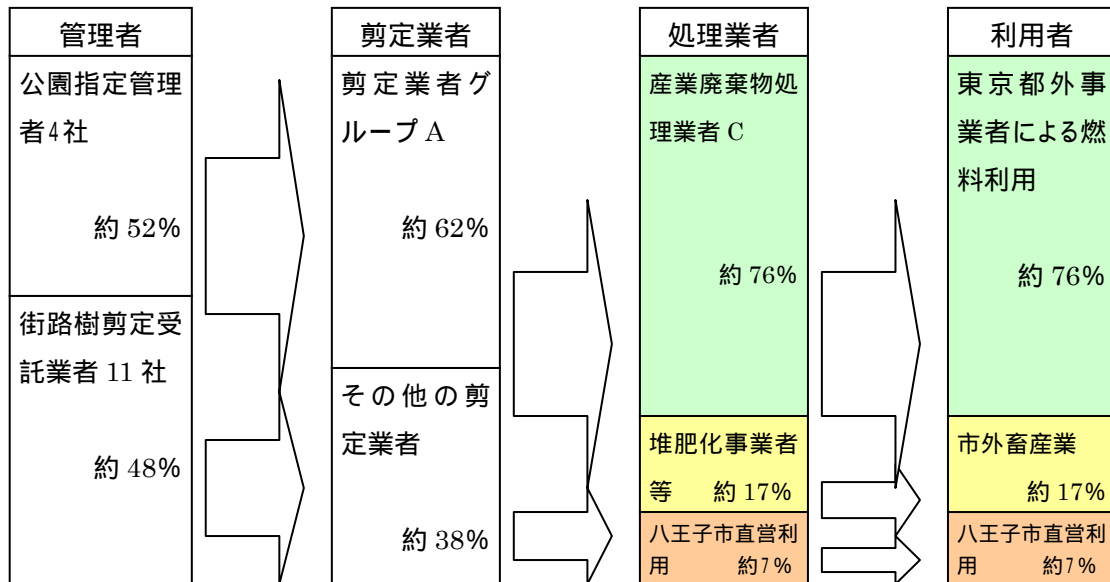 管理者
公園指定管理
者4社
約 52%
街路樹剪定受
託業者 11 社
約 48%
剪定業者
剪定業者グ
ループ A
約 62%
その他の剪
定業者
約 38%
処理業者
産業廃棄物処
理業者 C
約 76%
堆肥化事業者
等 約 17%
八王子市直営利
用 約7%
利用者
東京都外事
業者による燃
料利用
約 76%
市外畜産業
約 17%
八王子市直営利
用 約7%